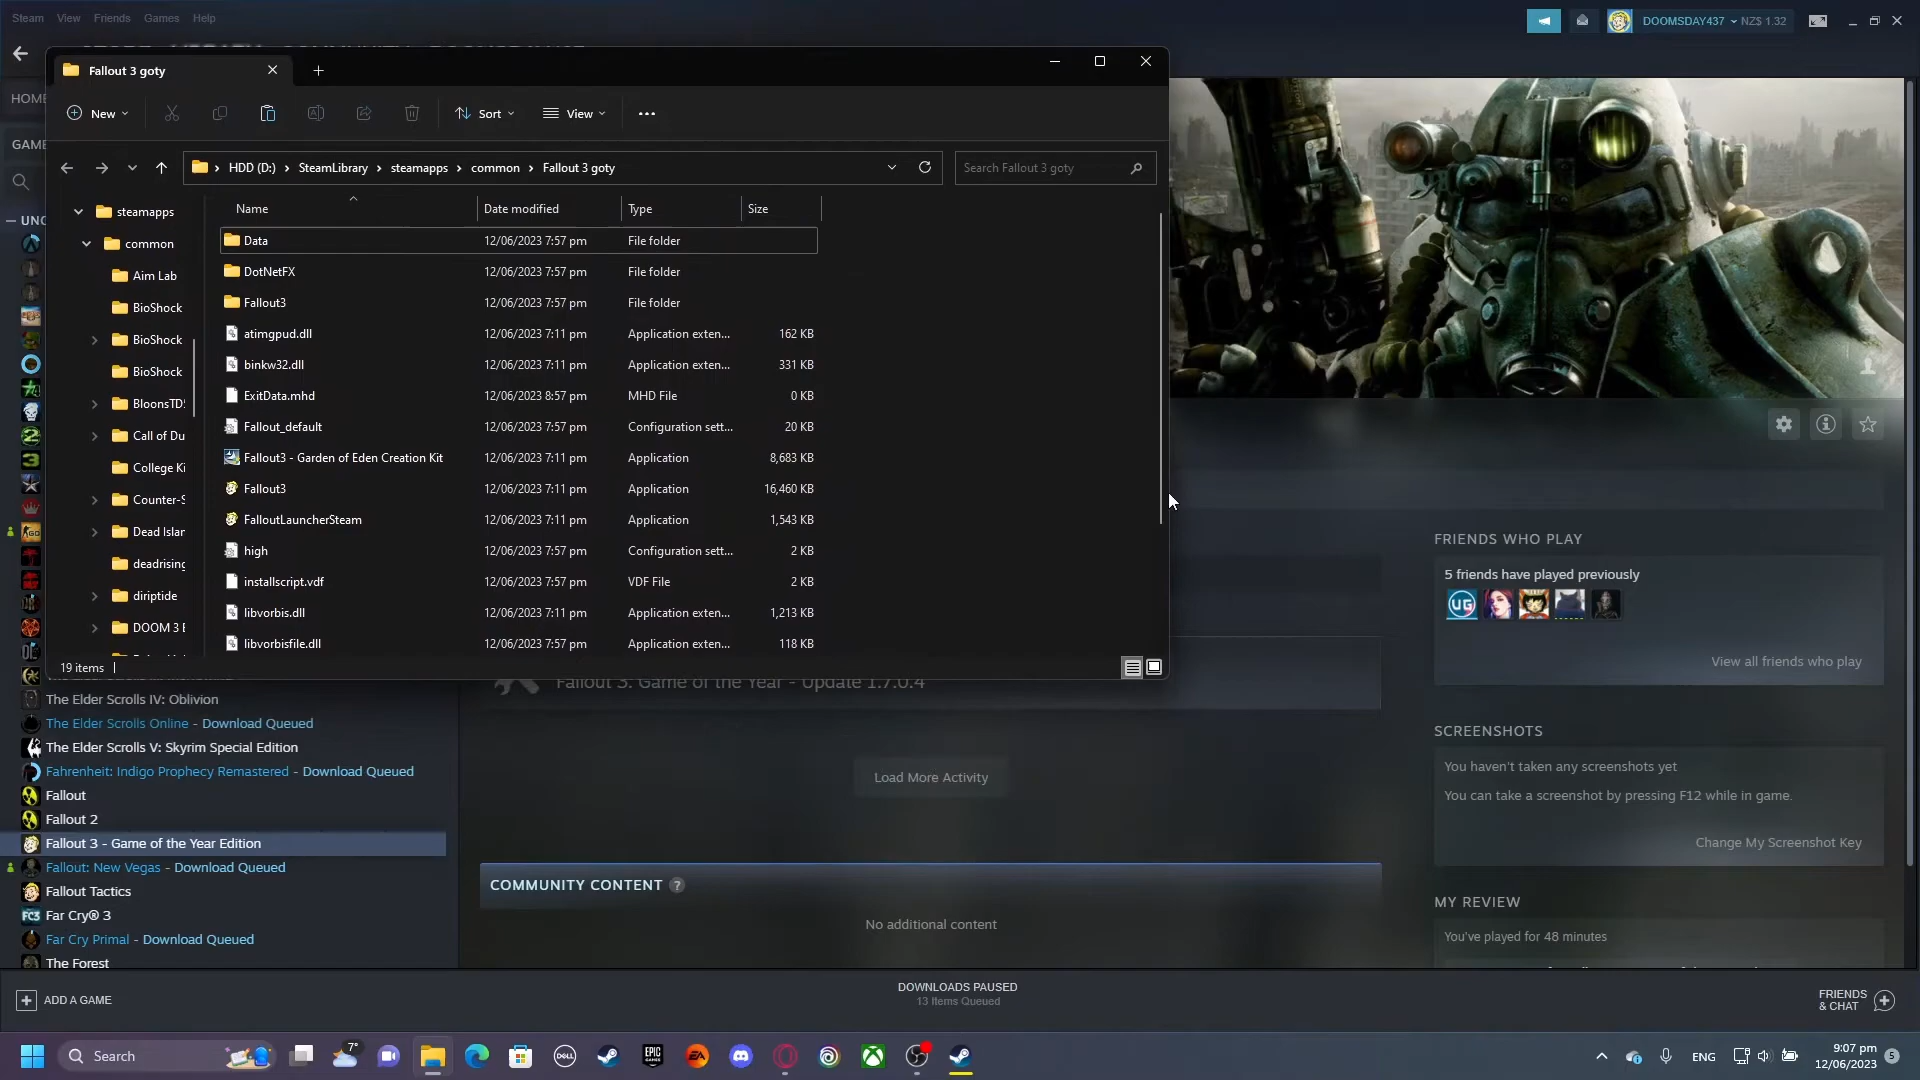 Steam View Friends Games Help
DOOMSDAY437 NZ$ 1.32
Fallout 3 goty
New Sort View
HDD (D:) SteamLibrary steamapps common Fallout 3 goty
Search Fallout 3 goty
HOME
GAME
UNC
steamapps
common
Aim Lab
BioShock
BioShock
BioShock
BloonsTD5
Call of Du
College Ki
Counter-S
Dead Islan
deadrising
diriptide
DOOM 3 B
Name Date modified Type Size
Data 12/06/2023 7:57 pm File folder
DotNetFX 12/06/2023 7:57 pm File folder
Fallout3 12/06/2023 7:57 pm File folder
atimgpud.dll 12/06/2023 7:11 pm Application exten... 162 KB
binkw32.dll 12/06/2023 7:11 pm Application exten... 331 KB
ExitData.mhd 12/06/2023 8:57 pm MHD File 0 KB
Fallout_default 12/06/2023 7:57 pm Configuration sett... 20 KB
Fallout3 - Garden of Eden Creation Kit 12/06/2023 7:11 pm Application 8,683 KB
Fallout3 12/06/2023 7:11 pm Application 16,460 KB
FalloutLauncherSteam 12/06/2023 7:11 pm Application 1,543 KB
high 12/06/2023 7:57 pm Configuration sett... 2 KB
installscript.vdf 12/06/2023 7:57 pm VDF File 2 KB
libvorbis.dll 12/06/2023 7:11 pm Application exten... 1,213 KB
libvorbisfile.dll 12/06/2023 7:57 pm Application exten... 118 KB
19 items
Fallout 3: Game of the Year - Update 1.7.0.4
The Elder Scrolls IV: Oblivion
The Elder Scrolls Online - Download Queued
The Elder Scrolls V: Skyrim Special Edition
Fahrenheit: Indigo Prophecy Remastered - Download Queued
Fallout
Fallout 2
Fallout 3 - Game of the Year Edition
Fallout: New Vegas - Download Queued
Fallout Tactics
Far Cry® 3
Far Cry Primal - Download Queued
The Forest
Load More Activity
COMMUNITY CONTENT ?
No additional content
FRIENDS WHO PLAY
5 friends have played previously
View all friends who play
SCREENSHOTS
You haven't taken any screenshots yet
You can take a screenshot by pressing F12 while in game.
Change My Screenshot Key
MY REVIEW
You've played for 48 minutes
ADD A GAME
DOWNLOADS PAUSED
13 Items Queued
FRIENDS
& CHAT
Search
7°
DELL
EPIC GAMES
EA
ENG
9:07 pm
12/06/2023
5